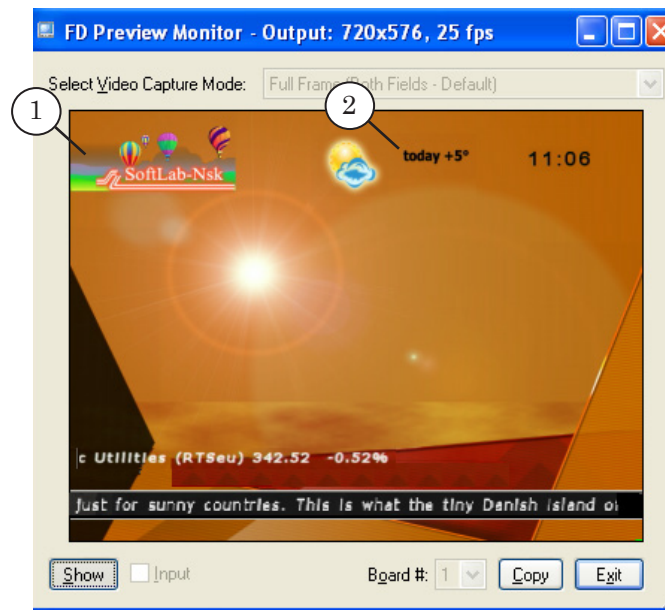 FD Preview Monitor - Output: 720x576, 25 fps
Select Video Capture Mode: Full Frame (Both Fields - Default)
1
2
today +5°
11:06
SoftLab-Nsk
c Utilities (RTSeu) 342.52 -0.52%
just for sunny countries. This is what the tiny Danish island of
Show
Input
Board #: 1
Copy
Exit